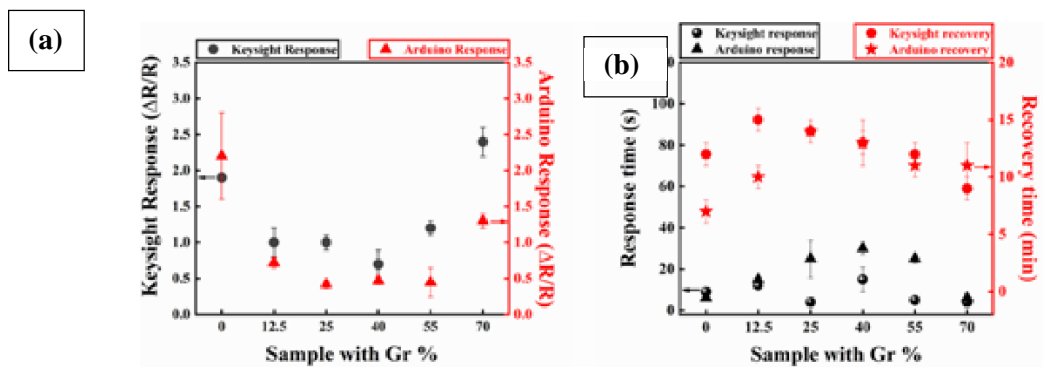 (a)
Keysight Response
Arduino Response
3.5
3.0
2.5
2.0
1.5
1.0
0.5
0.0
Keysight Response (ΔR/R)
3.5
3.0
2.5
2.0
1.5
1.0
0.5
0.0
Arduino Response (ΔR/R)
0 12.5 25 40 55 70
Sample with Gr %
(b)
Keysight response
Arduino response
Keysight recovery
Arduino recovery
100
80
60
40
20
0
Response time (s)
20
15
10
5
0
Recovery time (min)
0 12.5 25 40 55 70
Sample with Gr %